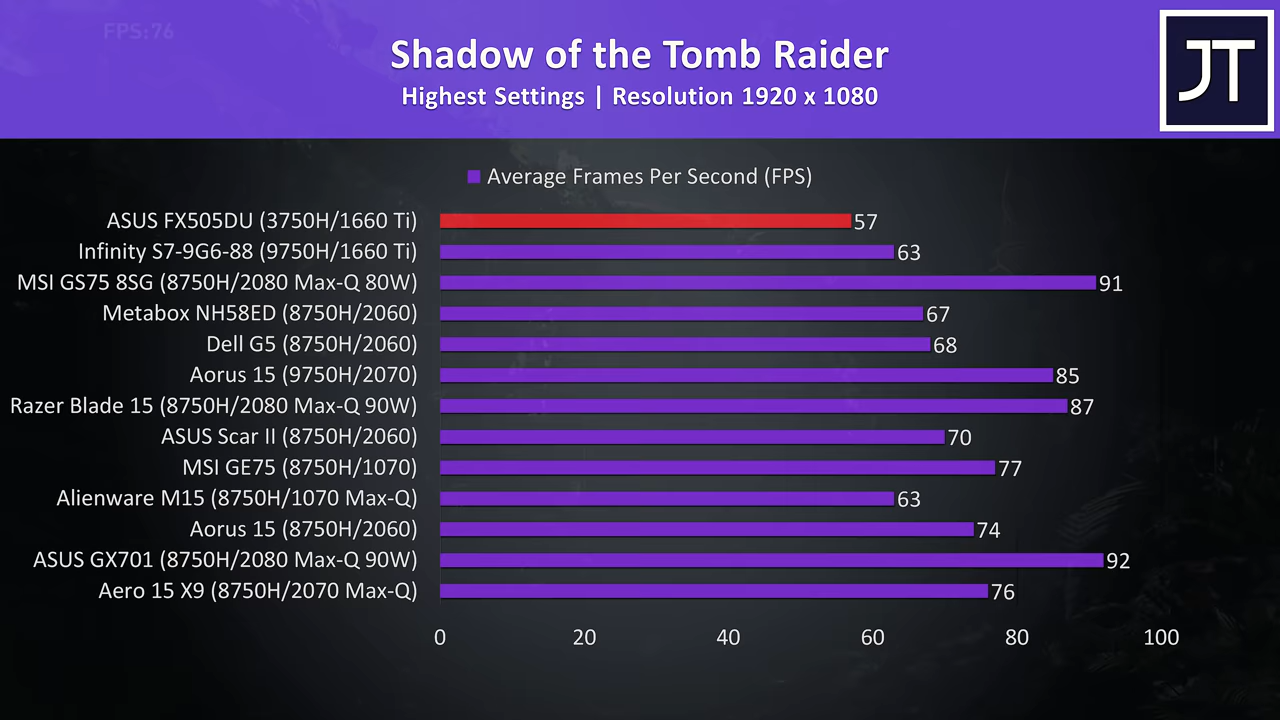 FPS:76
Shadow of the Tomb Raider
Highest Settings | Resolution 1920 x 1080
JT
Average Frames Per Second (FPS)
ASUS FX505DU (3750H/1660 Ti) 57
Infinity S7-9G6-88 (9750H/1660 Ti) 63
MSI GS75 8SG (8750H/2080 Max-Q 80W) 91
Metabox NH58ED (8750H/2060) 67
Dell G5 (8750H/2060) 68
Aorus 15 (9750H/2070) 85
Razer Blade 15 (8750H/2080 Max-Q 90W) 87
ASUS Scar II (8750H/2060) 70
MSI GE75 (8750H/1070) 77
Alienware M15 (8750H/1070 Max-Q) 63
Aorus 15 (8750H/2060) 74
ASUS GX701 (8750H/2080 Max-Q 90W) 92
Aero 15 X9 (8750H/2070 Max-Q) 76
0 20 40 60 80 100